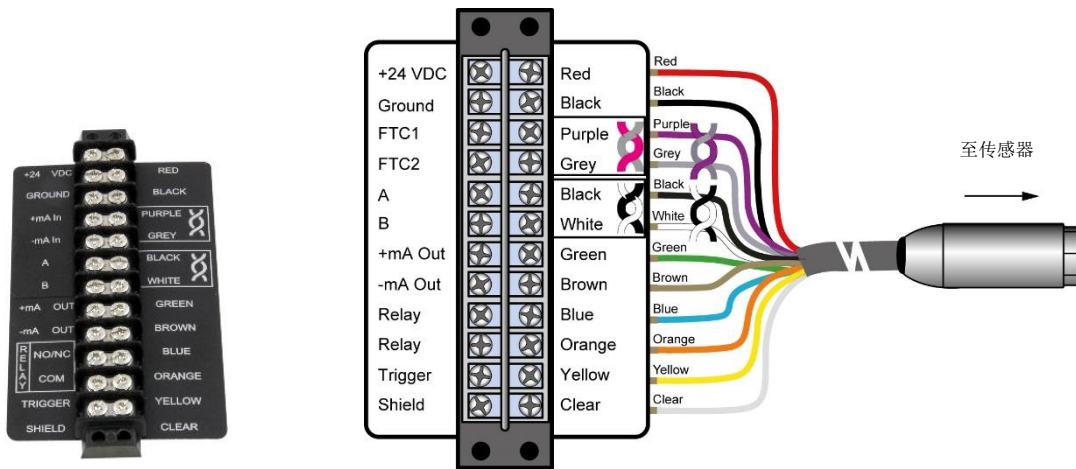 +24 VDC RED
GROUND BLACK
+mA In PURPLE
-mA In GREY
A BLACK
B WHITE
+mA OUT GREEN
-mA OUT BROWN
RELAY
NO/NC BLUE
COM ORANGE
TRIGGER YELLOW
SHIELD CLEAR
+24 VDC Red Red
Ground Black Black
FTC1 Purple Purple
FTC2 Grey Grey
A Black Black
B White White
+mA Out Green Green
-mA Out Brown Brown
Relay Blue Blue
Relay Orange Orange
Trigger Yellow Yellow
Shield Clear Clear
至传感器